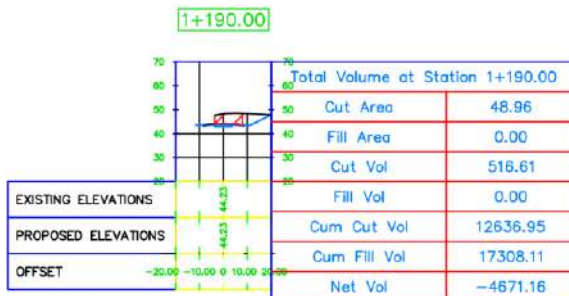 1+190.00
70 70
60 60
50 50
40 40
30 30
20 20
Total Volume at Station 1+190.00
Cut Area 48.96
Fill Area 0.00
Cut Vol 516.61
Fill Vol 0.00
Cum Cut Vol 12636.95
Cum Fill Vol 17308.11
Net Vol -4671.16
EXISTING ELEVATIONS 44.23
PROPOSED ELEVATIONS 44.23
OFFSET -20.00 -10.00 0 10.00 20.00